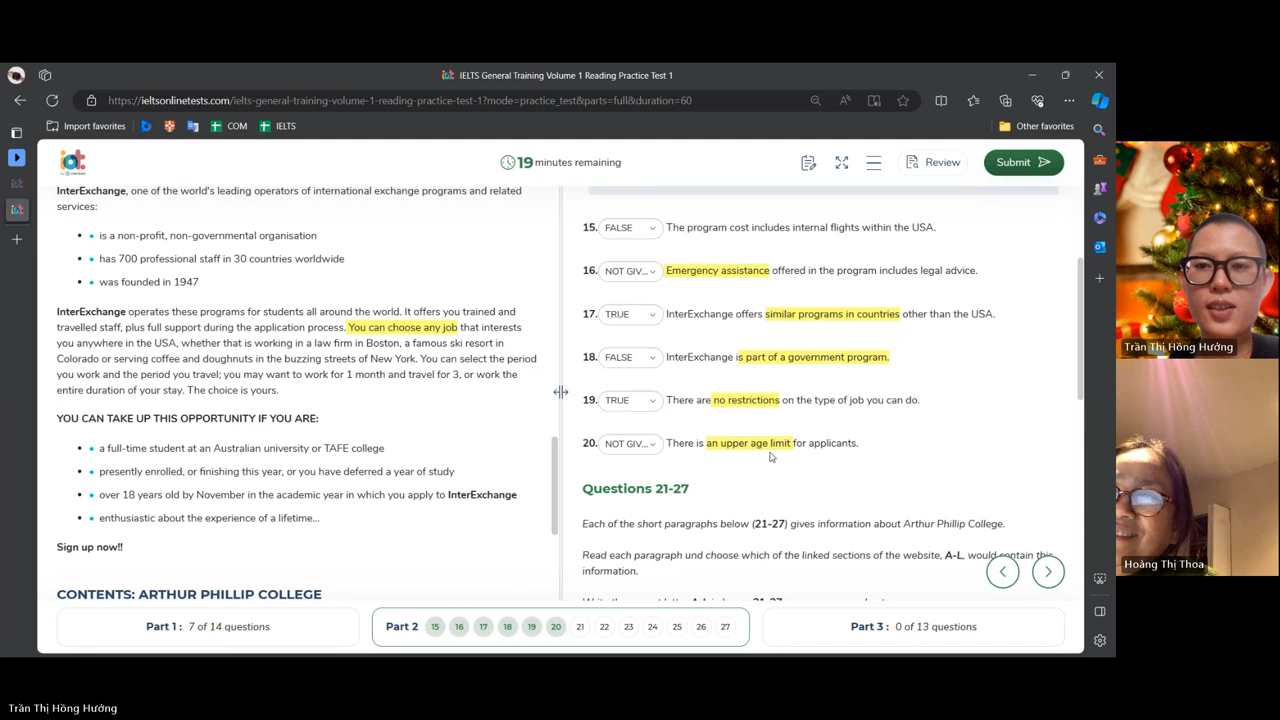 IELTS General Training Volume 1 Reading Practice Test 1
https://ieltsonlinetests.com/ielts-general-training-volume-1-reading-practice-test-1?mode=practice_test&parts=full&duration=60
Import favorites
COM
IELTS
Other favorites
iot
19 minutes remaining
Review
Submit
InterExchange, one of the world's leading operators of international exchange programs and related
services:
• is a non-profit, non-governmental organisation
• has 700 professional staff in 30 countries worldwide
• was founded in 1947
InterExchange operates these programs for students all around the world. It offers you trained and
travelled staff, plus full support during the application process. You can choose any job that interests
you anywhere in the USA, whether that is working in a law firm in Boston, a famous ski resort in
Colorado or serving coffee and doughnuts in the buzzing streets of New York. You can select the period
you work and the period you travel; you may want to work for 1 month and travel for 3, or work the
entire duration of your stay. The choice is yours.
YOU CAN TAKE UP THIS OPPORTUNITY IF YOU ARE:
• a full-time student at an Australian university or TAFE college
• presently enrolled, or finishing this year, or you have deferred a year of study
• over 18 years old by November in the academic year in which you apply to InterExchange
• enthusiastic about the experience of a lifetime...
Sign up now!!
CONTENTS: ARTHUR PHILLIP COLLEGE
15. FALSE The program cost includes internal flights within the USA.
16. NOT GIV... Emergency assistance offered in the program includes legal advice.
17. TRUE InterExchange offers similar programs in countries other than the USA.
18. FALSE InterExchange is part of a government program.
19. TRUE There are no restrictions on the type of job you can do.
20. NOT GIV... There is an upper age limit for applicants.
Questions 21-27
Each of the short paragraphs below (21-27) gives information about Arthur Phillip College.
Read each paragraph und choose which of the linked sections of the website, A-L, would contain this
information.
Part 1 : 7 of 14 questions
Part 2 15 16 17 18 19 20 21 22 23 24 25 26 27
Part 3 : 0 of 13 questions
Trần Thị Hồng Hưởng
Hoàng Thị Thoa
Trần Thị Hồng Hưởng